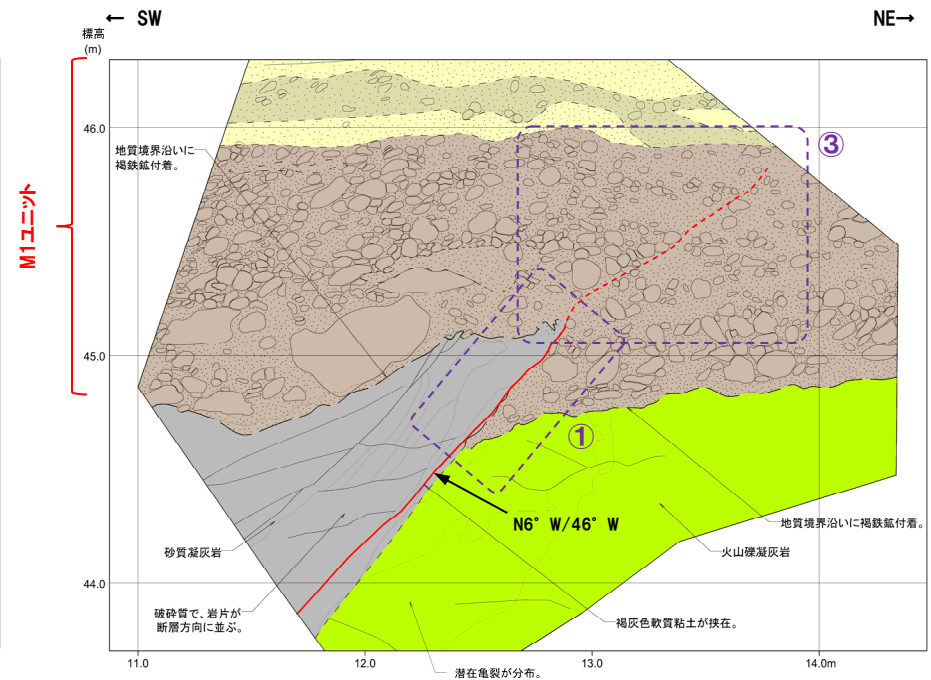 ← SW
NE→
標高
(m)
46.0
③
地質境界沿いに
褐鉄鉱付着。
M1ユニット
45.0
①
N6°W/46°W
地質境界沿いに褐鉄鉱付着。
砂質凝灰岩
火山礫凝灰岩
44.0
破砕質で、岩片が
断層方向に並ぶ。
褐灰色軟質粘土が挟在。
11.0
12.0
13.0
14.0m
潜在亀裂が分布。